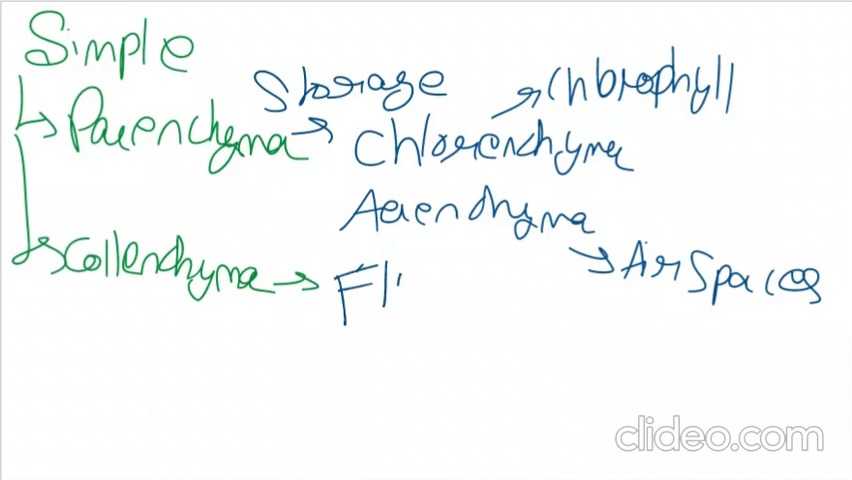 Simple
Storage
Parenchyma → Chlorenchyma → Chlorophyll
Aerenchyma → Air Spaces
Collenchyma → Fl
clideo.com